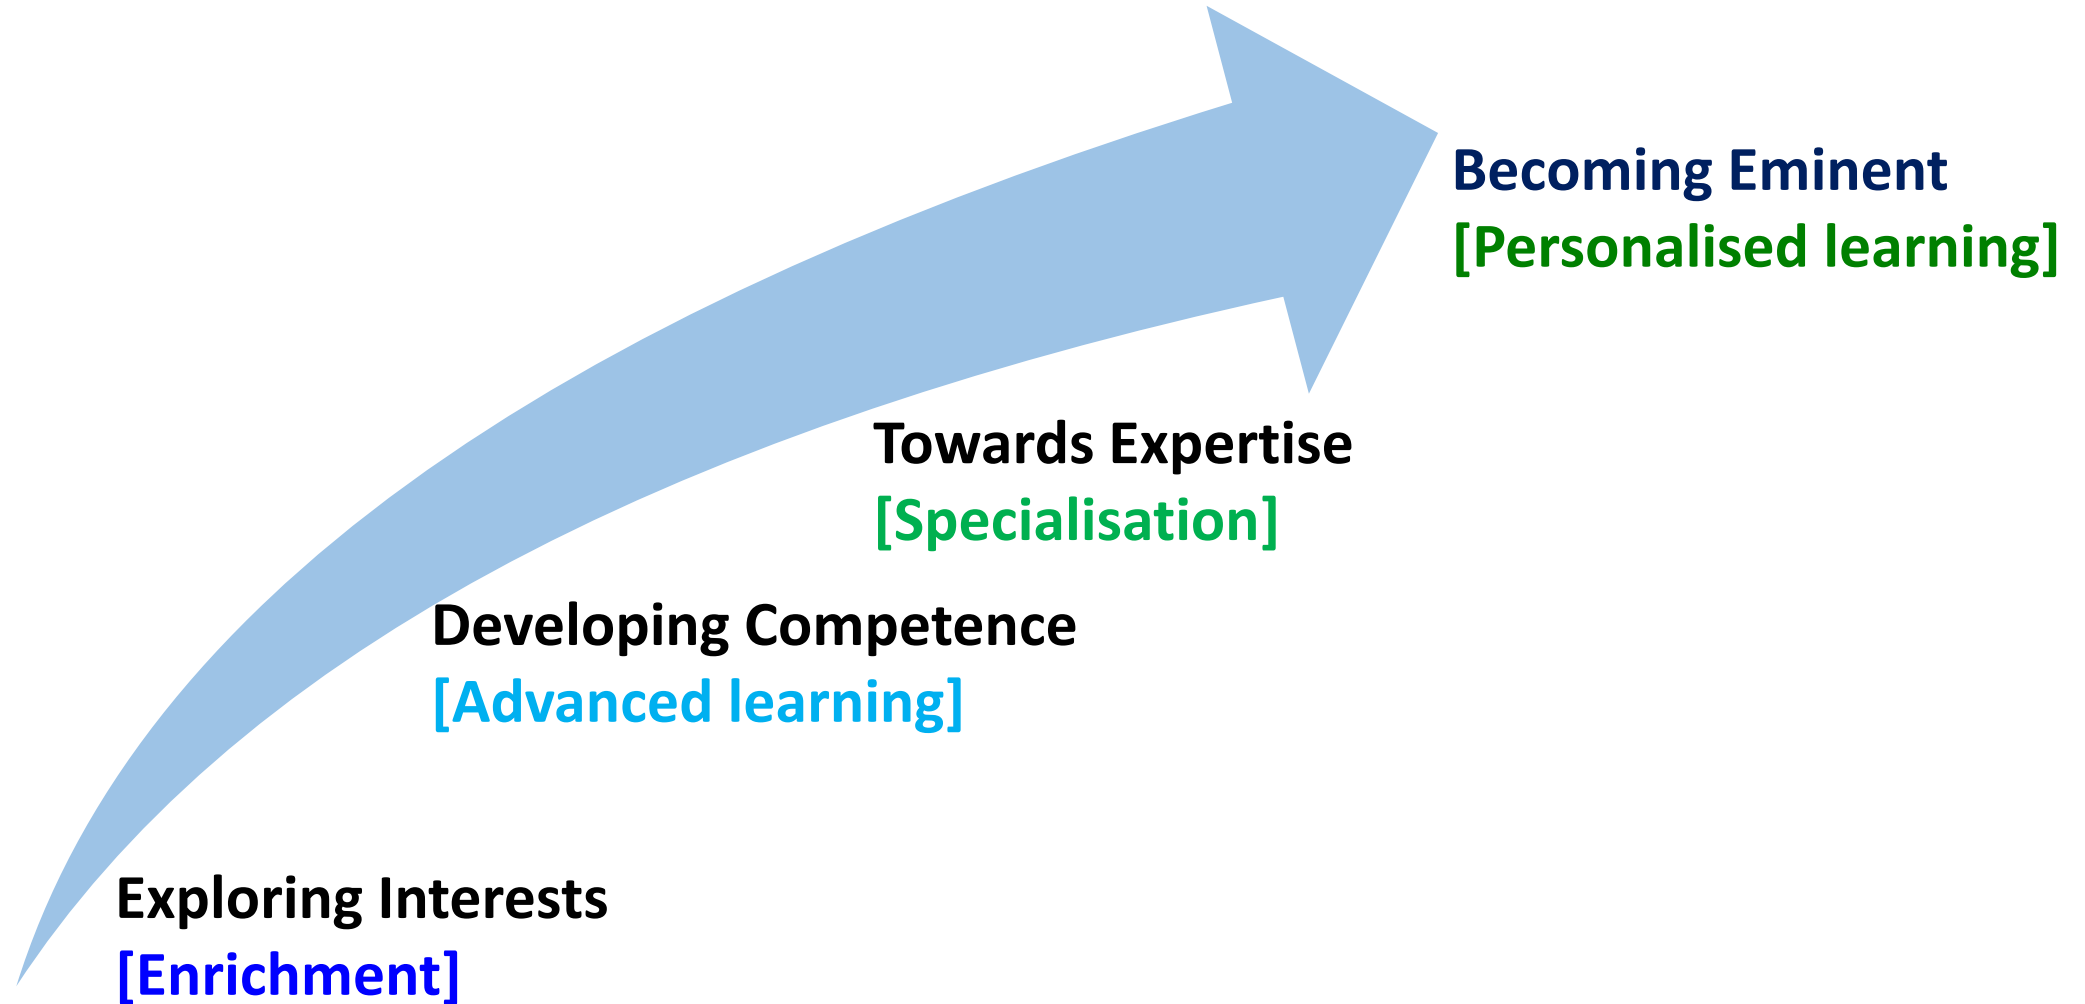 Becoming Eminent
[Personalised learning]
Towards Expertise
[Specialisation]
Developing Competence
[Advanced learning]
Exploring Interests
[Enrichment]